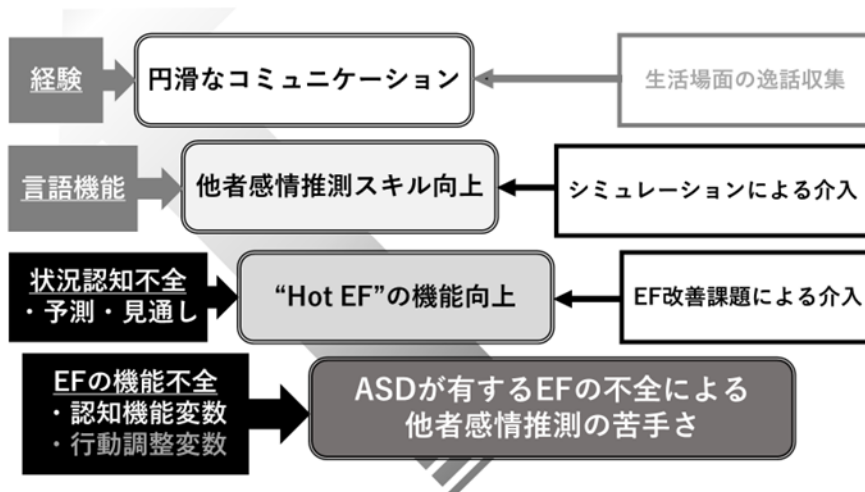 経験
円滑なコミュニケーション
生活場面の逸話収集
言語機能
他者感情推測スキル向上
シミュレーションによる介入
状況認知不全
・予測・見通し
“Hot EF”の機能向上
EF改善課題による介入
EFの機能不全
・認知機能変数
・行動調整変数
ASDが有するEFの不全による
他者感情推測の苦手さ